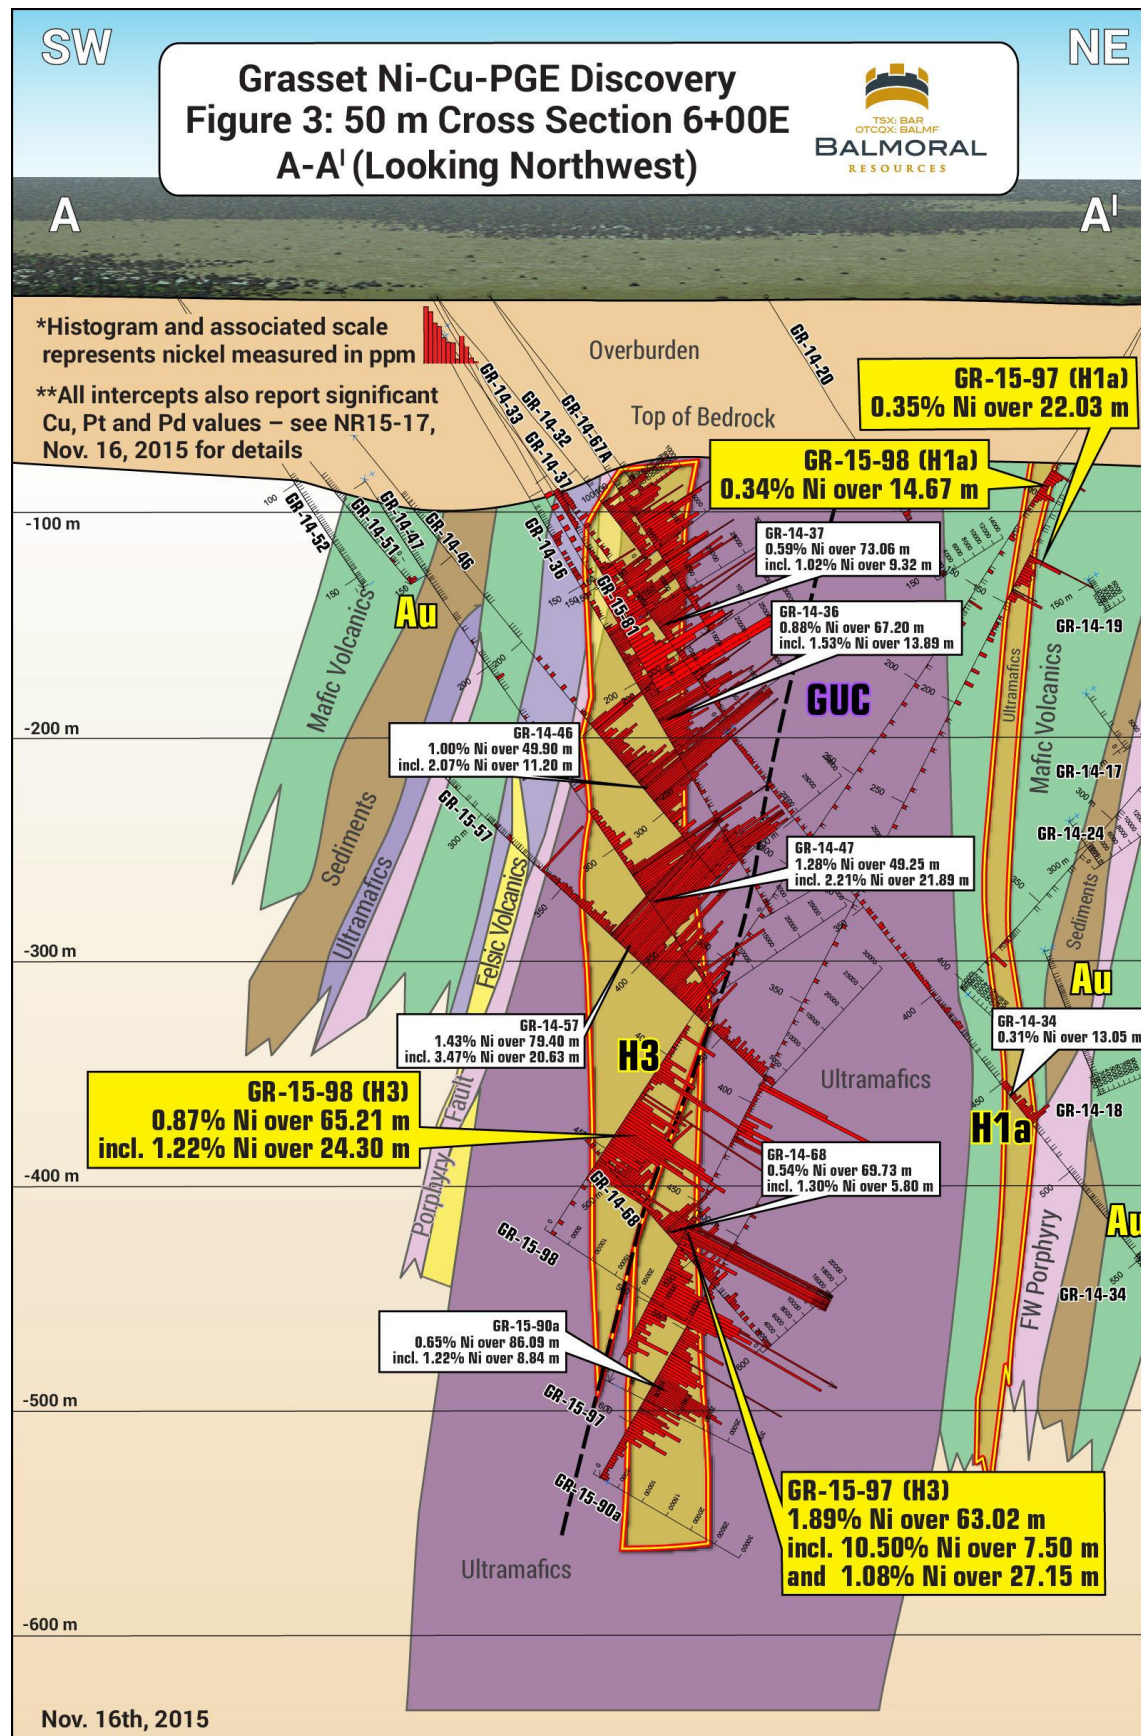 SW
NE
Grasset Ni-Cu-PGE Discovery
Figure 3: 50 m Cross Section 6+00E
A-A' (Looking Northwest)
TSX: BAR
OTCQX: BALMF
BALMORAL
RESOURCES
A
A'
*Histogram and associated scale
represents nickel measured in ppm
**All intercepts also report significant
Cu, Pt and Pd values – see NR15-17,
Nov. 16, 2015 for details
Overburden
Top of Bedrock
GR-14-33
GR-14-32
GR-14-67A
GR-14-37
GR-14-20
GR-15-97 (H1a)
0.35% Ni over 22.03 m
GR-15-98 (H1a)
0.34% Ni over 14.67 m
-100 m
GR-14-52
GR-14-51
GR-14-47
GR-14-46
GR-14-36
GR-15-81
Au
GR-14-37
0.59% Ni over 73.06 m
incl. 1.02% Ni over 9.32 m
GR-14-36
0.88% Ni over 67.20 m
incl. 1.53% Ni over 13.89 m
GR-14-19
Mafic Volcanics
GUC
Ultramafics
Mafic Volcanics
-200 m
GR-14-46
1.00% Ni over 49.90 m
incl. 2.07% Ni over 11.20 m
GR-14-17
GR-15-57
GR-14-24
Sediments
Ultramafics
Felsic Volcanics
GR-14-47
1.28% Ni over 49.25 m
incl. 2.21% Ni over 21.89 m
Sediments
-300 m
Au
GR-14-57
1.43% Ni over 79.40 m
incl. 3.47% Ni over 20.63 m
H3
GR-14-34
0.31% Ni over 13.05 m
Ultramafics
GR-15-98 (H3)
0.87% Ni over 65.21 m
incl. 1.22% Ni over 24.30 m
Fault
Porphyry
H1a
GR-14-18
-400 m
GR-14-68
GR-14-68
0.54% Ni over 69.73 m
incl. 1.30% Ni over 5.80 m
Au
GR-15-98
FW Porphyry
GR-14-34
GR-15-90a
0.65% Ni over 86.09 m
incl. 1.22% Ni over 8.84 m
-500 m
GR-15-97
GR-15-90a
GR-15-97 (H3)
1.89% Ni over 63.02 m
incl. 10.50% Ni over 7.50 m
and 1.08% Ni over 27.15 m
Ultramafics
-600 m
Nov. 16th, 2015